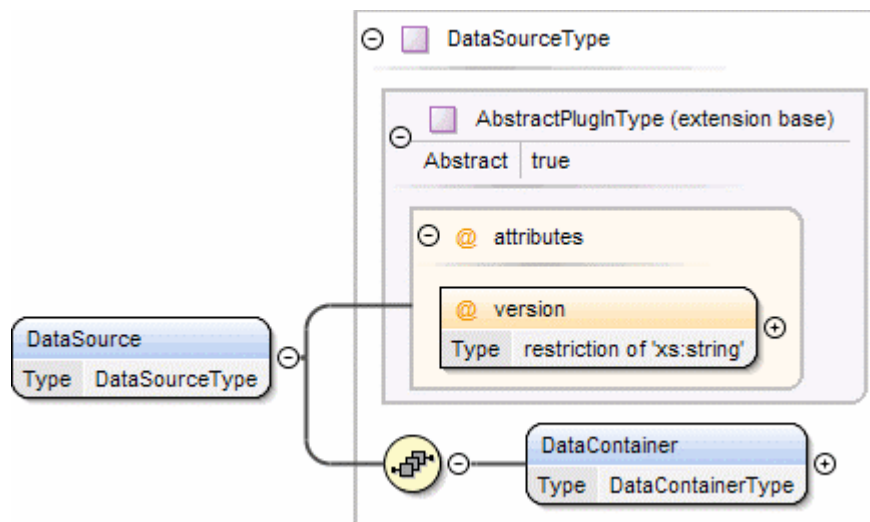 DataSourceType
AbstractPlugInType (extension base)
Abstract true
@ attributes
@ version
Type restriction of 'xs:string'
DataSource
Type DataSourceType
DataContainer
Type DataContainerType